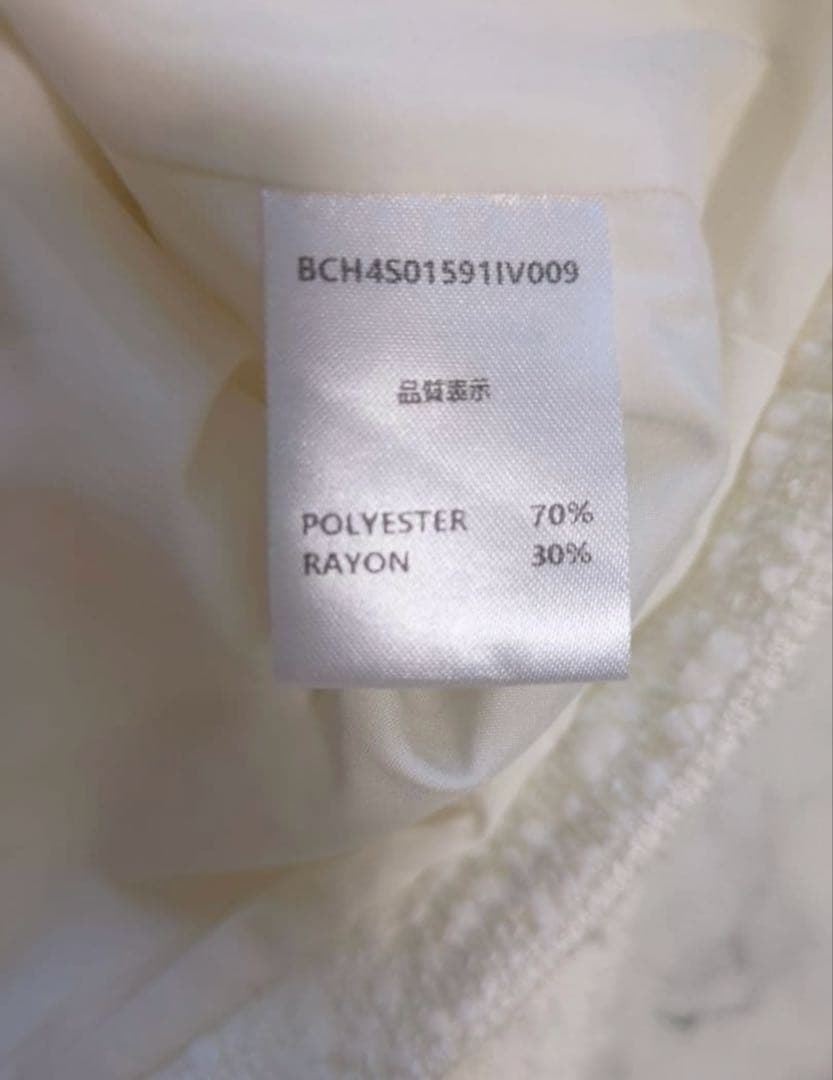 BCH4S01591IV009
品質表示
POLYESTER 70%
RAYON 30%